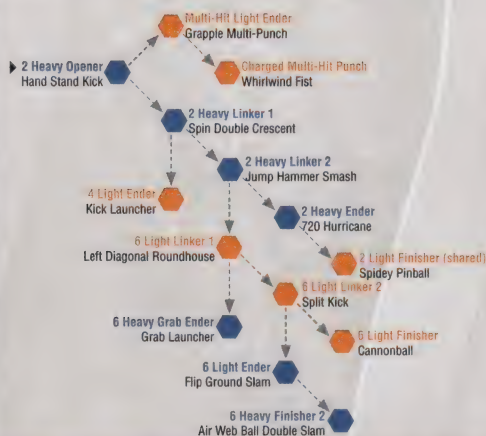 Multi-Hit Light Ender
Grapple Multi-Punch
2 Heavy Opener
Hand Stand Kick
Charged Multi-Hit Punch
Whirlwind Fist
2 Heavy Linker 1
Spin Double Crescent
2 Heavy Linker 2
Jump Hammer Smash
4 Light Ender
Kick Launcher
2 Heavy Ender
720 Hurricane
6 Light Linker 1
Left Diagonal Roundhouse
2 Light Finisher (shared)
Spidey Pinball
6 Light Linker 2
Split Kick
6 Heavy Grab Ender
Grab Launcher
6 Light Finisher
Cannonball
6 Light Ender
Flip Ground Slam
6 Heavy Finisher 2
Air Web Ball Double Slam